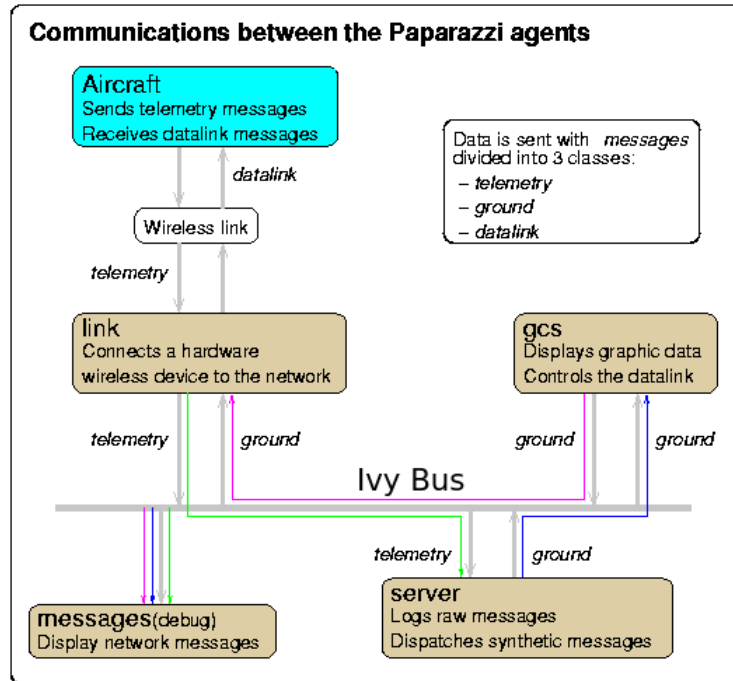 Communications between the Paparazzi agents
Aircraft
Sends telemetry messages
Receives datalink messages
Data is sent with messages
divided into 3 classes:
– telemetry
– ground
– datalink
datalink
Wireless link
telemetry
link
Connects a hardware
wireless device to the network
gcs
Displays graphic data
Controls the datalink
telemetry
ground
ground
ground
Ivy Bus
telemetry
ground
messages(debug)
Display network messages
server
Logs raw messages
Dispatches synthetic messages